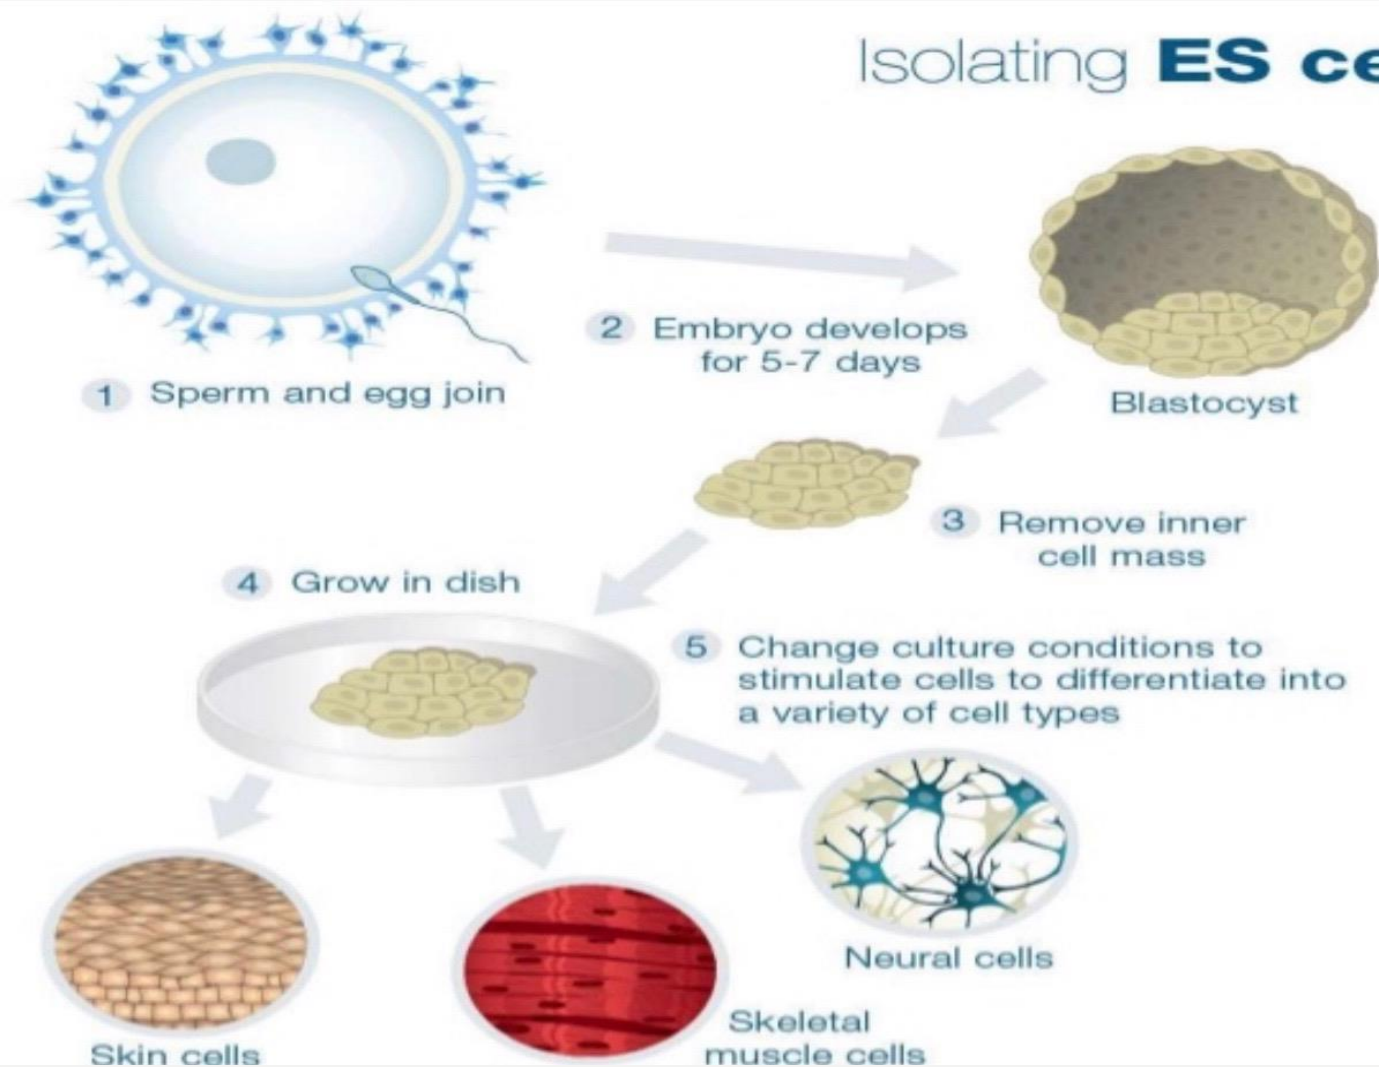 Isolating ES ce
1 Sperm and egg join
2 Embryo develops
for 5-7 days
Blastocyst
3 Remove inner
cell mass
4 Grow in dish
5 Change culture conditions to
stimulate cells to differentiate into
a variety of cell types
Neural cells
Skeletal
muscle cells
Skin cells